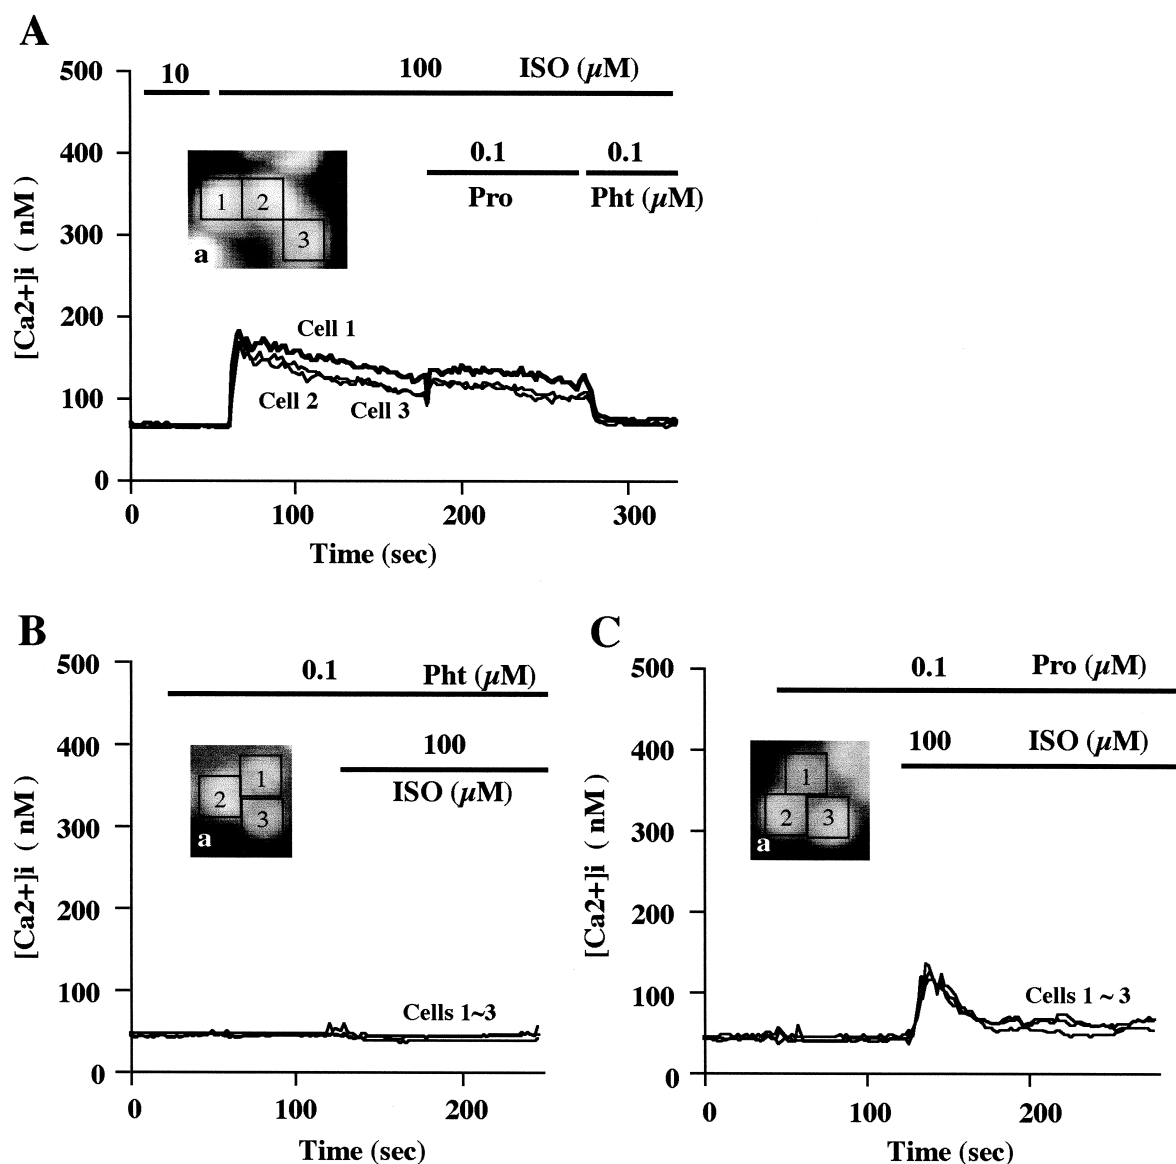 A
500
10
100
ISO (µM)
400
0.1
0.1
Pro
Pht (µM)
1
2
3
a
300
[Ca2+]i ( nM )
200
Cell 1
Cell 2
Cell 3
100
0
0
100
200
300
Time (sec)
B
500
0.1
Pht (µM)
400
100
ISO (µM)
1
2
3
a
300
[Ca2+]i ( nM )
200
100
Cells 1~3
0
0
100
200
Time (sec)
C
500
0.1
Pro (µM)
400
100
ISO (µM)
1
2
3
a
300
[Ca2+]i ( nM )
200
100
Cells 1 ~ 3
0
0
100
200
Time (sec)